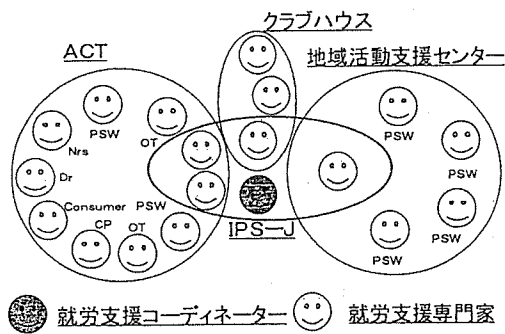 クラブハウス
ACT
地域活動支援センター
PSW
OT
PSW
Nrs
PSW
Dr
Consumer
PSW
CP
OT
PSW
PSW
IPS-J
就労支援コーディネーター
就労支援専門家